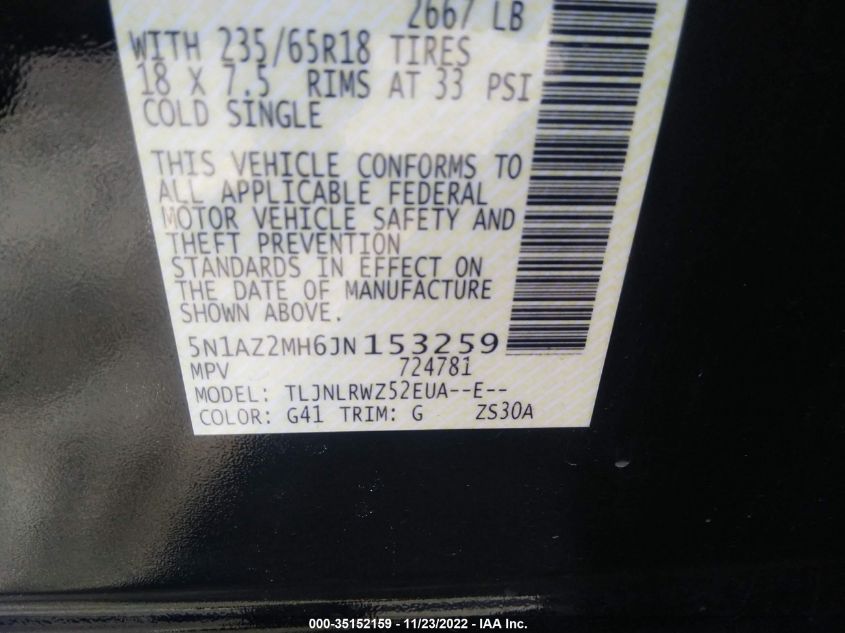 2667 LB
WITH 235/65R18 TIRES
18 X 7.5 RIMS AT 33 PSI
COLD SINGLE
THIS VEHICLE CONFORMS TO
ALL APPLICABLE FEDERAL
MOTOR VEHICLE SAFETY AND
THEFT PREVENTION
STANDARDS IN EFFECT ON
THE DATE OF MANUFACTURE
SHOWN ABOVE.
5N1AZ2MH6JN153259
MPV 724781
MODEL: TLJNLRWZ52EUA--E--
COLOR: G41 TRIM: G ZS30A
000-35152159 - 11/23/2022 - IAA Inc.